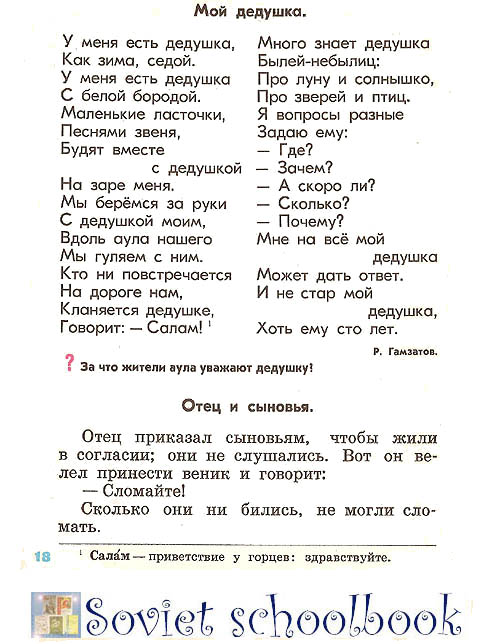 Мой дедушка.
У меня есть дедушка,
Как зима, седой.
У меня есть дедушка
С белой бородой.
Маленькие ласточки,
Песнями звеня,
Будят вместе
с дедушкой
На заре меня.
Мы берёмся за руки
С дедушкой моим,
Вдоль аула нашего
Мы гуляем с ним.
Кто ни повстречается
На дороге нам,
Кланяется дедушке,
Говорит: — Салам! ¹
Много знает дедушка
Былей-небылиц:
Про луну и солнышко,
Про зверей и птиц.
Я вопросы разные
Задаю ему:
— Где?
— Зачем?
— А скоро ли?
— Сколько?
— Почему?
Мне на всё мой
дедушка
Может дать ответ.
И не стар мой
дедушка,
Хоть ему сто лет.
Р. Гамзатов.
? За что жители аула уважают дедушку?
Отец и сыновья.
Отец приказал сыновьям, чтобы жили
в согласии; они не слушались. Вот он ве-
лел принести веник и говорит:
— Сломайте!
Сколько они ни бились, не могли сло-
мать.
18 ¹ Сала́м — приветствие у горцев: здравствуйте.
Soviet schoolbook